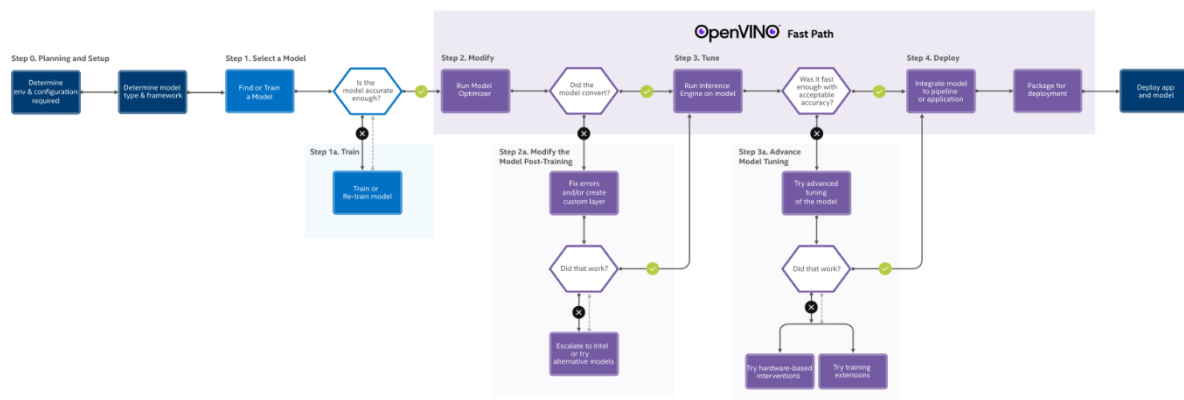 OpenVINO Fast Path
Step 0. Planning and Setup
Step 1. Select a Model
Step 2. Modify
Step 3. Tune
Step 4. Deploy
Determine
env & configuration
required
Determine model
type & framework
Find or Train
a Model
Is the
model accurate
enough?
Run Model
Optimizer
Did the
model convert?
Run Inference
Engine on model
Was it fast
enough with
acceptable
accuracy?
Integrate model
to pipeline
or application
Package for
deployment
Deploy app
and model
Step 1a. Train
Train or
Re-train model
Step 2a. Modify the
Model Post-Training
Fix errors
and/or create
custom layer
Did that work?
Escalate to Intel
or try
alternative models
Step 3a. Advance
Model Tuning
Try advanced
tuning
of the model
Did that work?
Try hardware-based
interventions
Try training
extensions